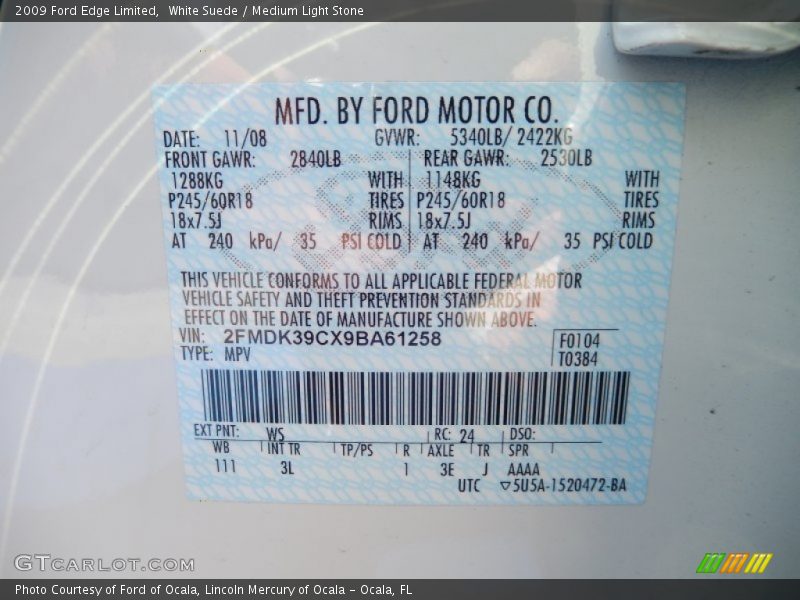 2009 Ford Edge Limited,  White Suede / Medium Light Stone
MFD. BY FORD MOTOR CO.
DATE: 11/08 GVWR: 5340LB/ 2422KG
FRONT GAWR: 2840LB REAR GAWR: 2530LB
1288KG WITH 1148KG WITH
P245/60R18 TIRES P245/60R18 TIRES
18x7.5J RIMS 18x7.5J RIMS
AT 240 kPa/ 35 PSI COLD AT 240 kPa/ 35 PSI COLD
THIS VEHICLE CONFORMS TO ALL APPLICABLE FEDERAL MOTOR
VEHICLE SAFETY AND THEFT PREVENTION STANDARDS IN
EFFECT ON THE DATE OF MANUFACTURE SHOWN ABOVE.
VIN: 2FMDK39CX9BA61258 F0104
TYPE: MPV T0384
EXT PNT: WS RC: 24 DSO:
WB INT TR TP/PS R AXLE TR SPR
111 3L 1 3E J AAAA
UTC ▽5U5A-1520472-BA
GTCARLOT.COM
Photo Courtesy of Ford of Ocala, Lincoln Mercury of Ocala - Ocala, FL